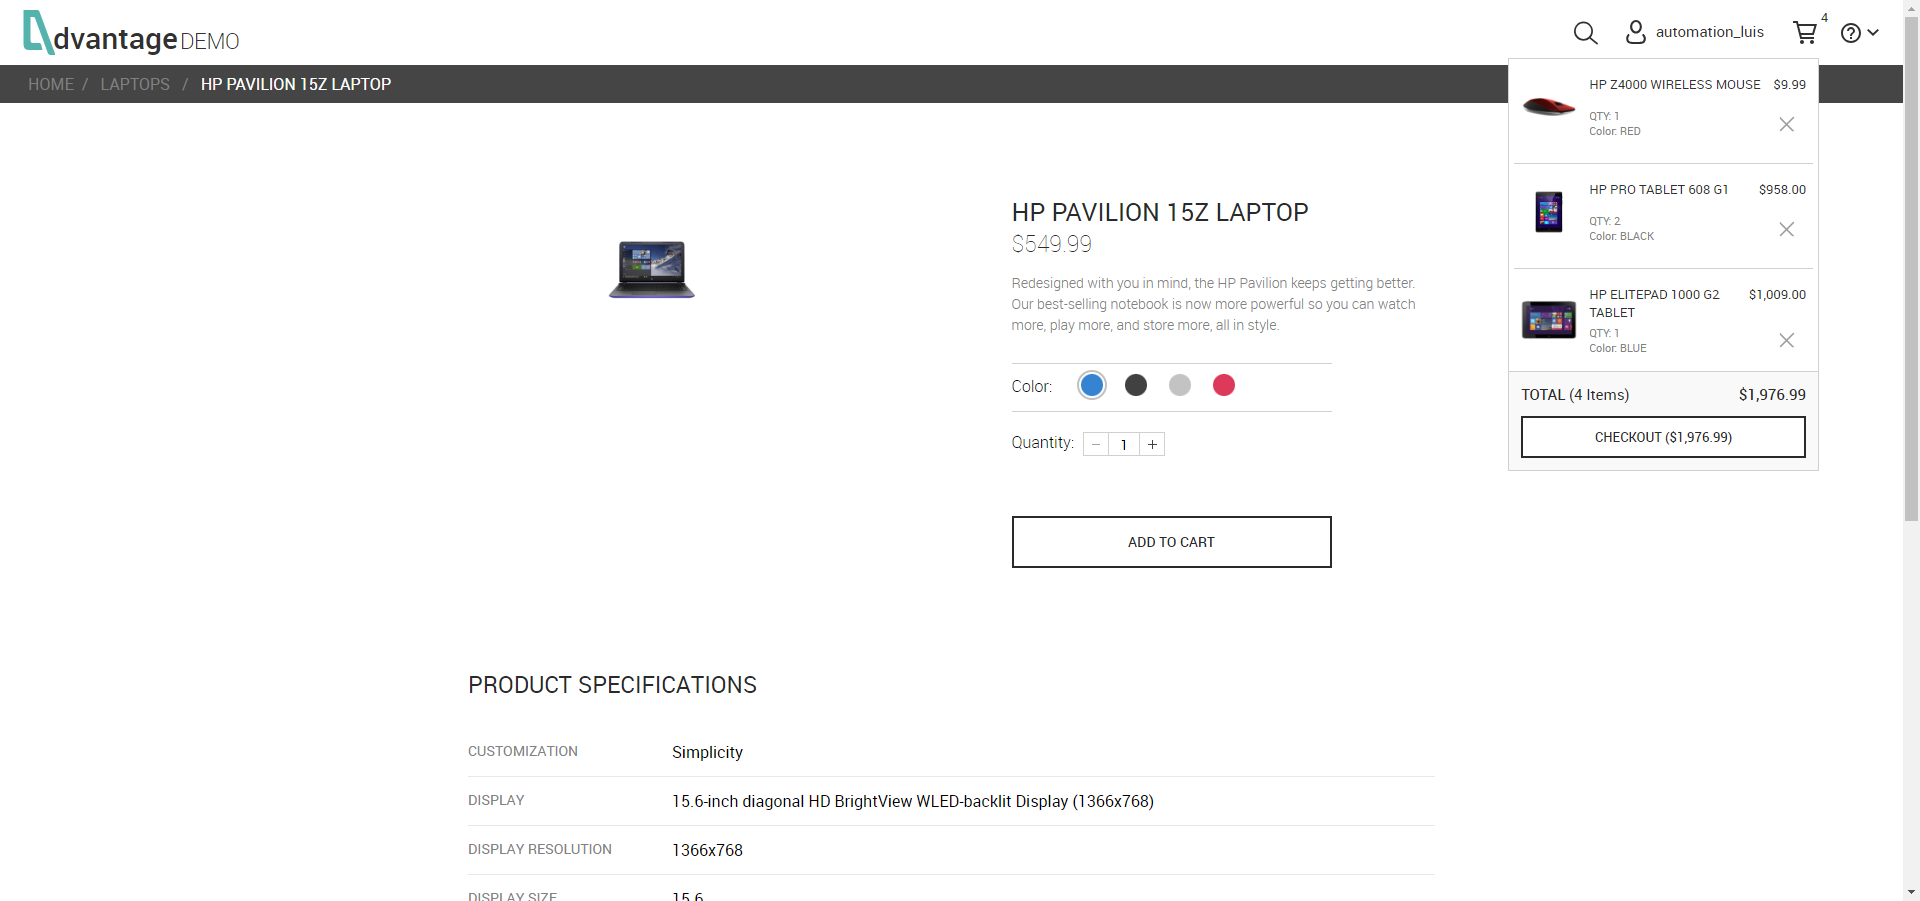 dvantage DEMO
automation_luis
4
HOME / LAPTOPS / HP PAVILION 15Z LAPTOP
HP Z4000 WIRELESS MOUSE $9.99
QTY: 1
Color: RED
HP PRO TABLET 608 G1 $958.00
QTY: 2
Color: BLACK
HP ELITEPAD 1000 G2 $1,009.00
TABLET
QTY: 1
Color: BLUE
TOTAL (4 Items) $1,976.99
CHECKOUT ($1,976.99)
HP PAVILION 15Z LAPTOP
$549.99
Redesigned with you in mind, the HP Pavilion keeps getting better.
Our best-selling notebook is now more powerful so you can watch
more, play more, and store more, all in style.
Color:
Quantity: − 1 +
ADD TO CART
PRODUCT SPECIFICATIONS
CUSTOMIZATION Simplicity
DISPLAY 15.6-inch diagonal HD BrightView WLED-backlit Display (1366x768)
DISPLAY RESOLUTION 1366x768
DISPLAY SIZE 15.6